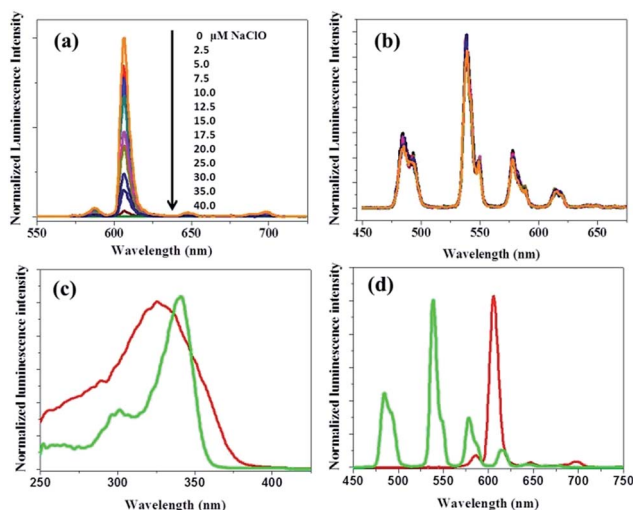 (a)
0 µM NaClO
2.5
5.0
7.5
10.0
12.5
15.0
17.5
20.0
25.0
30.0
35.0
40.0
Normalized Luminescence Intensity
550 600 650 700
Wavelength (nm)
(b)
Normalized Luminescence Intensity
450 500 550 600 650
Wavelength (nm)
(c)
Normalized Luminescence intensity
250 300 350 400
Wavelength (nm)
(d)
Normalized luminescence intensity
450 500 550 600 650 700 750
Wavelength (nm)